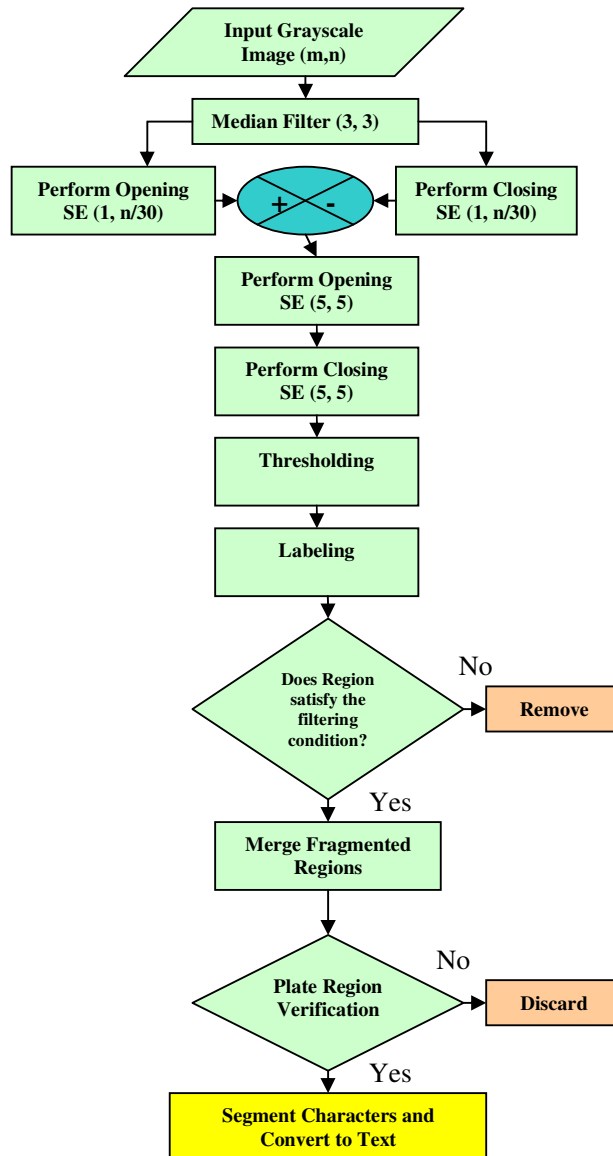 Input Grayscale
Image (m,n)
Median Filter (3, 3)
Perform Opening
SE (1, n/30)
+ -
Perform Closing
SE (1, n/30)
Perform Opening
SE (5, 5)
Perform Closing
SE (5, 5)
Thresholding
Labeling
Does Region
satisfy the
filtering
condition?
No
Remove
Yes
Merge Fragmented
Regions
Plate Region
Verification
No
Discard
Yes
Segment Characters and
Convert to Text